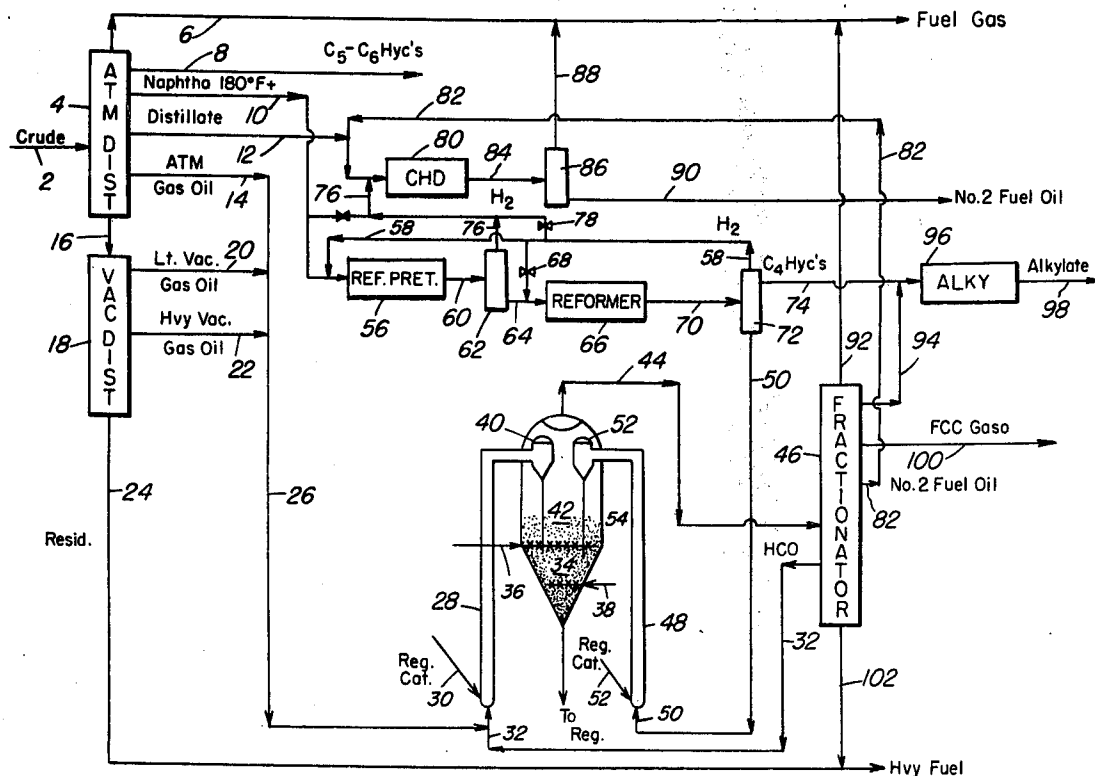 6
Fuel Gas
8
C5-C6Hyc's
Naphtha 180°F+
10
88
4
ATM DIST
Distillate
12
82
82
Crude
2
ATM
Gas Oil
14
80
CHD
84
86
76
H2
90
No.2 Fuel Oil
16
58
76
78
H2
58
68
C4Hyc's
74
96
ALKY
Alkylate
98
VAC DIST
18
Lt. Vac.
20
Gas Oil
Hvy Vac.
Gas Oil
22
REF. PRET.
56
60
62
64
REFORMER
66
70
72
92
94
44
50
40
52
FRACTIONATOR
46
FCC Gaso
100
No.2 Fuel Oil
82
24
26
42
54
Resid.
34
36
38
HCO
28
48
32
Reg.
Cat.
30
Reg.
Cat.
52
102
32
To
Reg.
50
Hvy Fuel